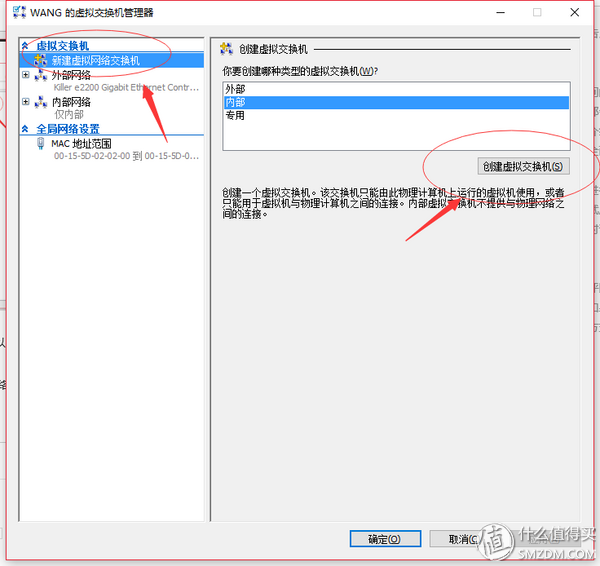 WANG 的虚拟交换机管理器
虚拟交换机
新建虚拟网络交换机
外部网络
Killer e2200 Gigabit Ethernet Contr...
内部网络
仅内部
全局网络设置
MAC 地址范围
00-15-5D-02-02-00 到 00-15-5D-0...
创建虚拟交换机
你要创建哪种类型的虚拟交换机(W)?
外部
内部
专用
创建虚拟交换机(S)
创建一个虚拟交换机。该交换机只能由此物理计算机上运行的虚拟机使用，或者
只能用于虚拟机与物理计算机之间的连接。内部虚拟交换机不提供与物理网络之
间的连接。
确定(O)
取消(C)
值 什么值得买
SMZDM.COM